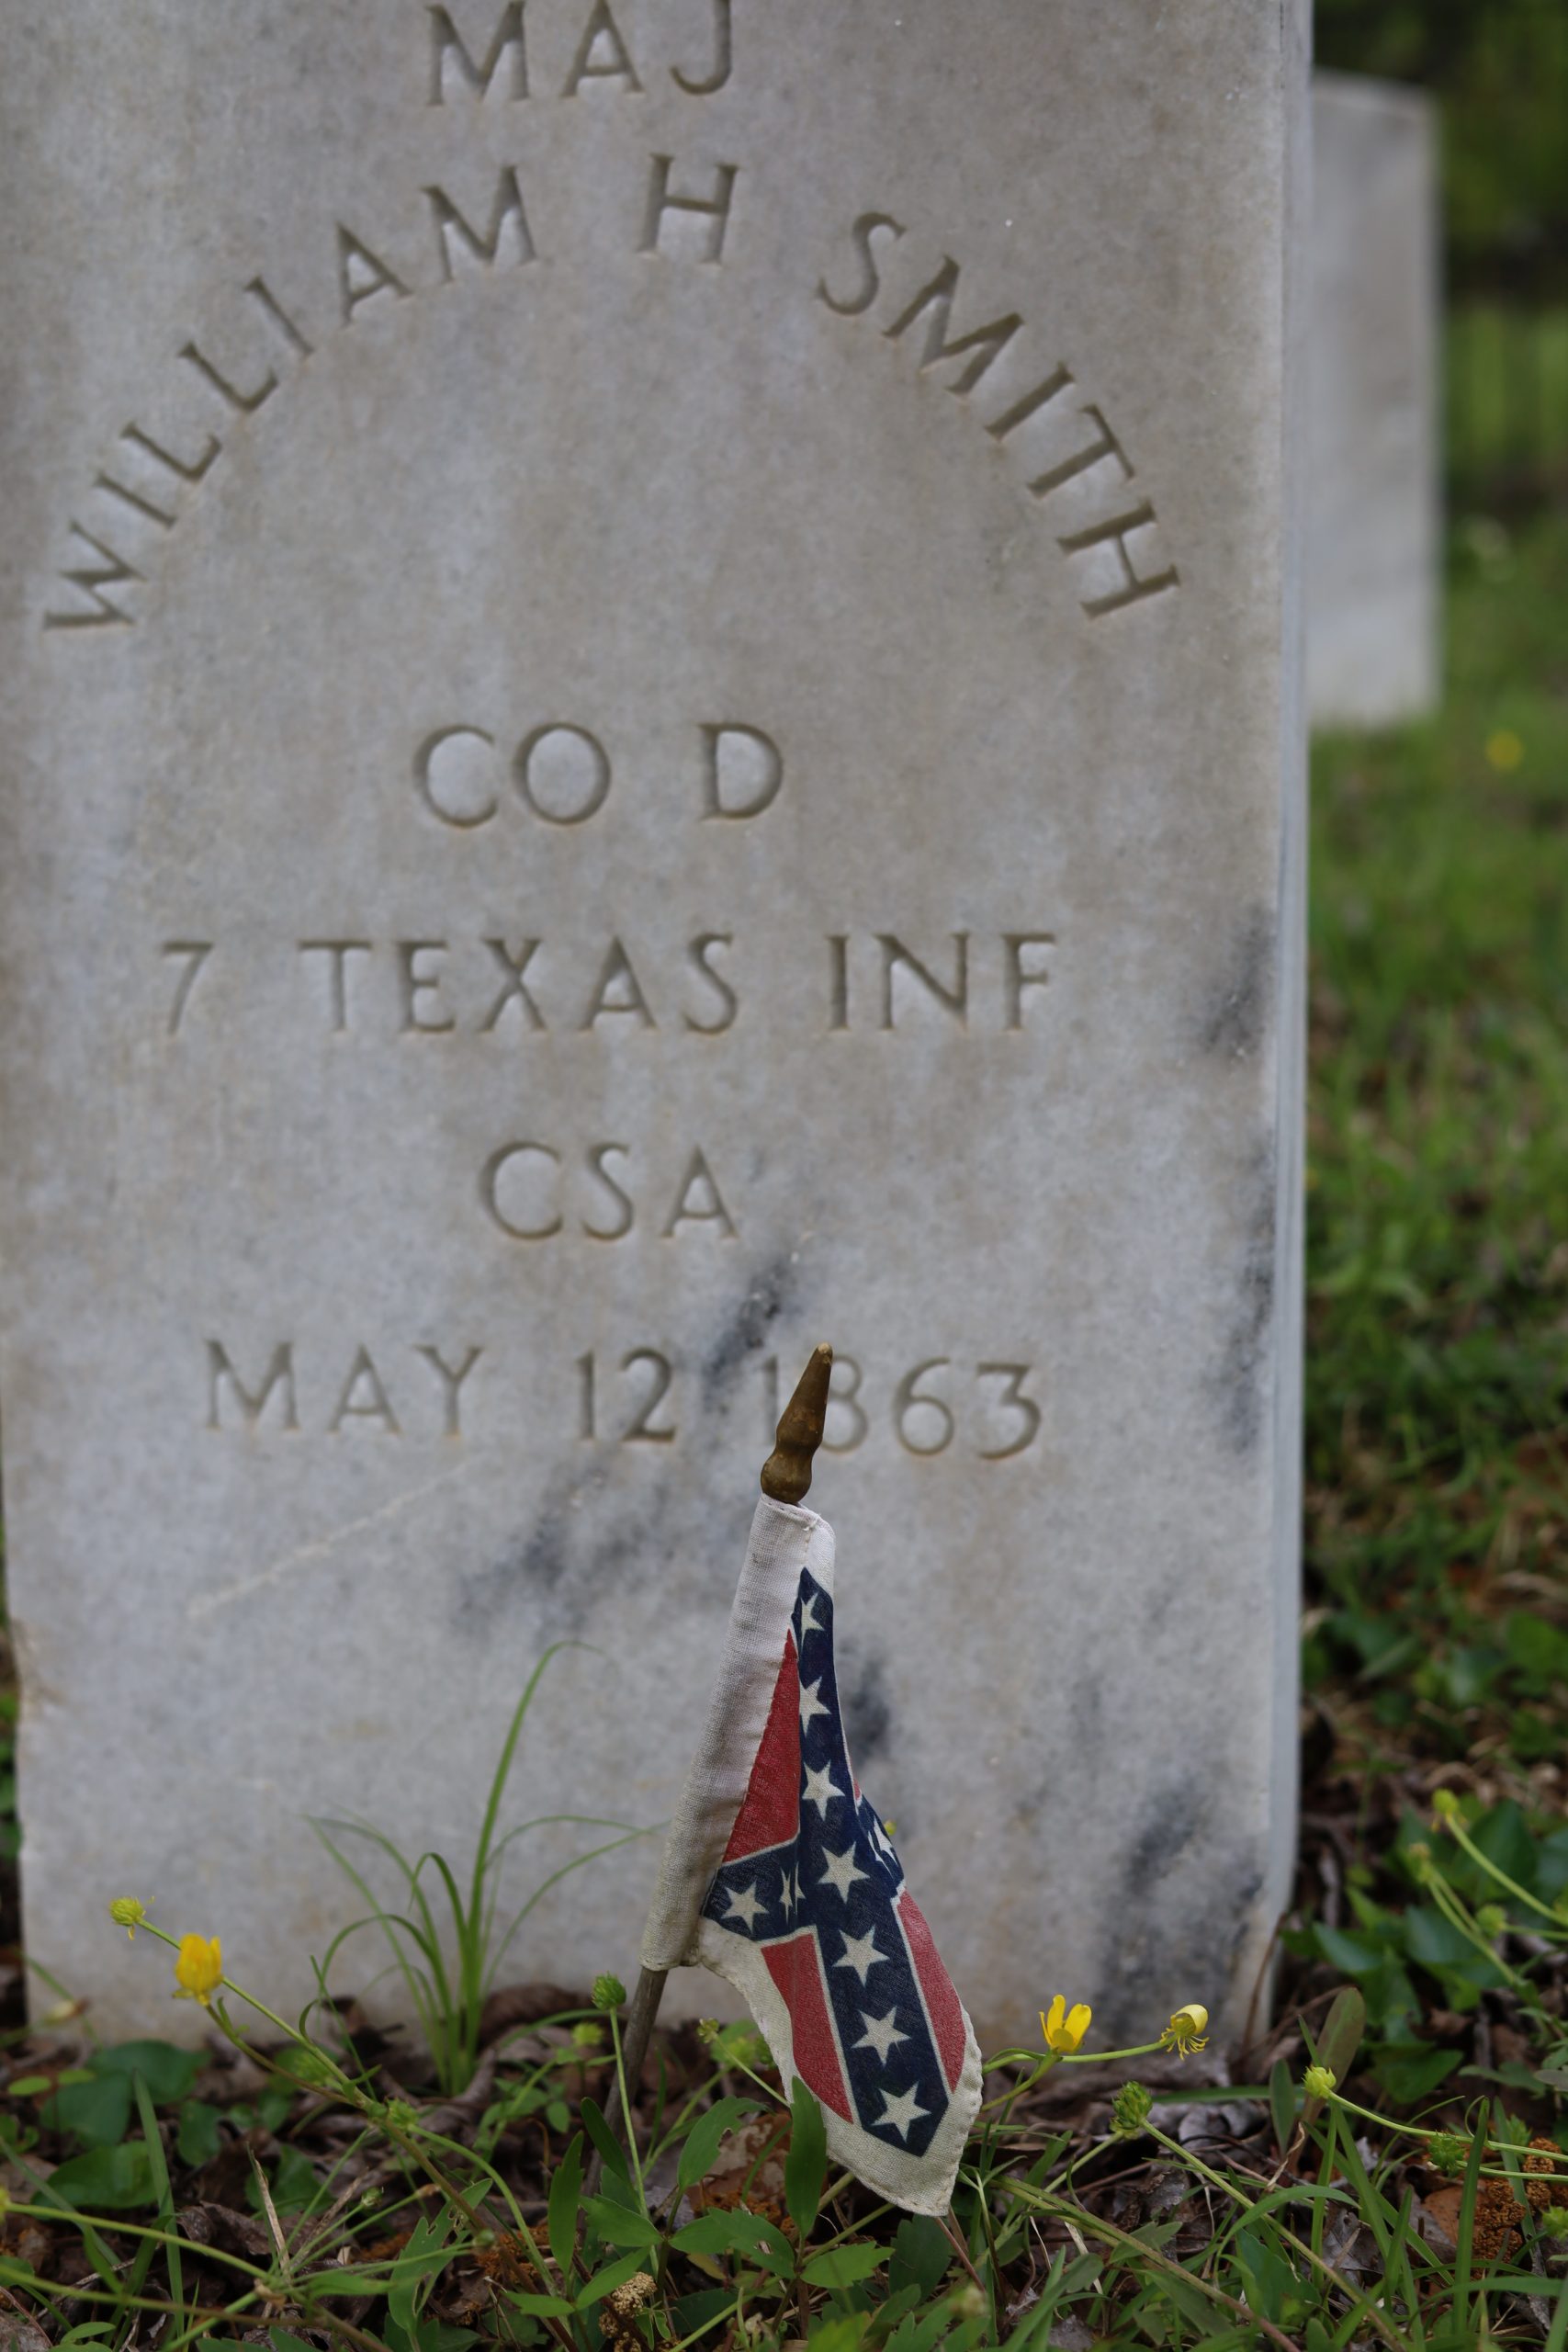 MAJ
WILLIAM H SMITH
CO D
7 TEXAS INF
CSA
MAY 12 1863